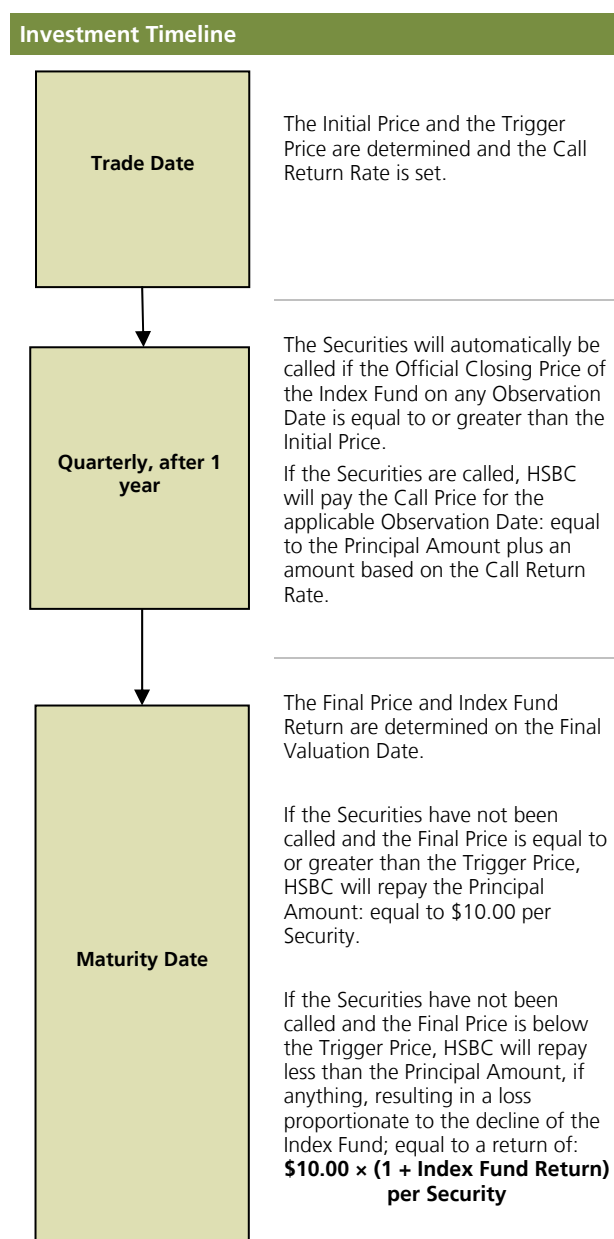 Investment Timeline
Trade Date
The Initial Price and the Trigger
Price are determined and the Call
Return Rate is set.
Quarterly, after 1
year
The Securities will automatically be
called if the Official Closing Price of
the Index Fund on any Observation
Date is equal to or greater than the
Initial Price.
If the Securities are called, HSBC
will pay the Call Price for the
applicable Observation Date: equal
to the Principal Amount plus an
amount based on the Call Return
Rate.
Maturity Date
The Final Price and Index Fund
Return are determined on the Final
Valuation Date.
If the Securities have not been
called and the Final Price is equal to
or greater than the Trigger Price,
HSBC will repay the Principal
Amount: equal to $10.00 per
Security.
If the Securities have not been
called and the Final Price is below
the Trigger Price, HSBC will repay
less than the Principal Amount, if
anything, resulting in a loss
proportionate to the decline of the
Index Fund; equal to a return of:
$10.00 × (1 + Index Fund Return)
per Security